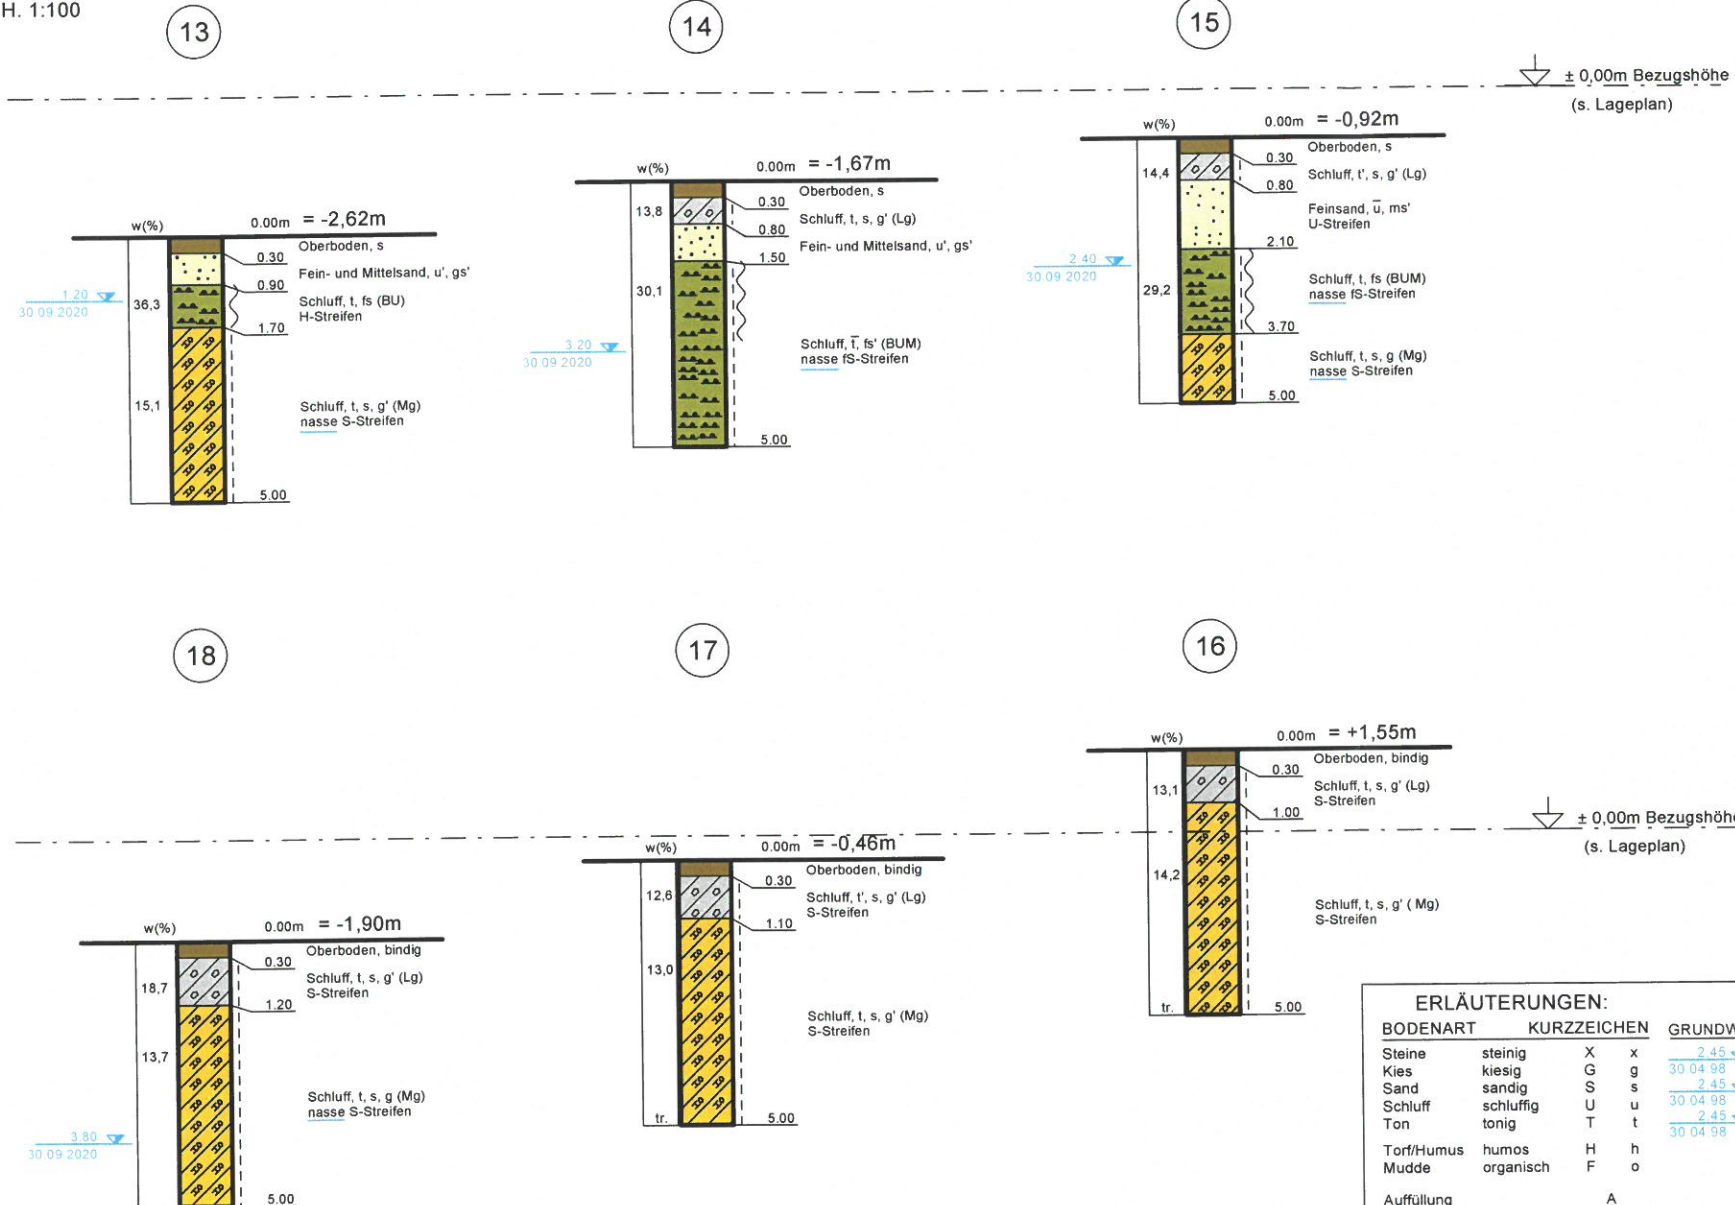 H. 1:100
13
14
15
± 0,00m Bezugshöhe
(s. Lageplan)
w(%)
0.00m = -2,62m
Oberboden, s
0.30
Fein- und Mittelsand, u', gs'
0.90
Schluff, t, fs (BU)
H-Streifen
1.70
1.20
30 09 2020
36,3
15,1
Schluff, t, s, g' (Mg)
nasse S-Streifen
5.00
w(%)
0.00m = -1,67m
Oberboden, s
13,8
0.30
Schluff, t, s, g' (Lg)
0.80
Fein- und Mittelsand, u', gs'
1.50
30,1
3.20
30 09 2020
Schluff, t̅, fs' (BUM)
nasse fS-Streifen
5.00
w(%)
0.00m = -0,92m
Oberboden, s
0.30
14,4
Schluff, t', s, g' (Lg)
0.80
Feinsand, u̅, ms'
U-Streifen
2.10
2.40
30 09 2020
29,2
Schluff, t, fs (BUM)
nasse fS-Streifen
3.70
Schluff, t, s, g (Mg)
nasse S-Streifen
5.00
18
17
16
± 0,00m Bezugshöhe
(s. Lageplan)
w(%)
0.00m = -1,90m
Oberboden, bindig
0.30
18,7
Schluff, t, s, g' (Lg)
S-Streifen
1.20
13,7
Schluff, t, s, g (Mg)
nasse S-Streifen
3.80
30 09 2020
5.00
w(%)
0.00m = -0,46m
Oberboden, bindig
0.30
12,6
Schluff, t', s, g' (Lg)
S-Streifen
1.10
13,0
Schluff, t, s, g' (Mg)
S-Streifen
tr.
5.00
w(%)
0.00m = +1,55m
Oberboden, bindig
0.30
13,1
Schluff, t, s, g' (Lg)
S-Streifen
1.00
14,2
Schluff, t, s, g' ( Mg)
S-Streifen
tr.
5.00
ERLÄUTERUNGEN:
BODENART KURZZEICHEN GRUNDW
Steine steinig X x 2.45
Kies kiesig G g 30 04 98
Sand sandig S s 2.45
Schluff schluffig U u 30 04 98
Ton tonig T t 2.45
30 04 98
Torf/Humus humos H h
Mudde organisch F o
Auffüllung A